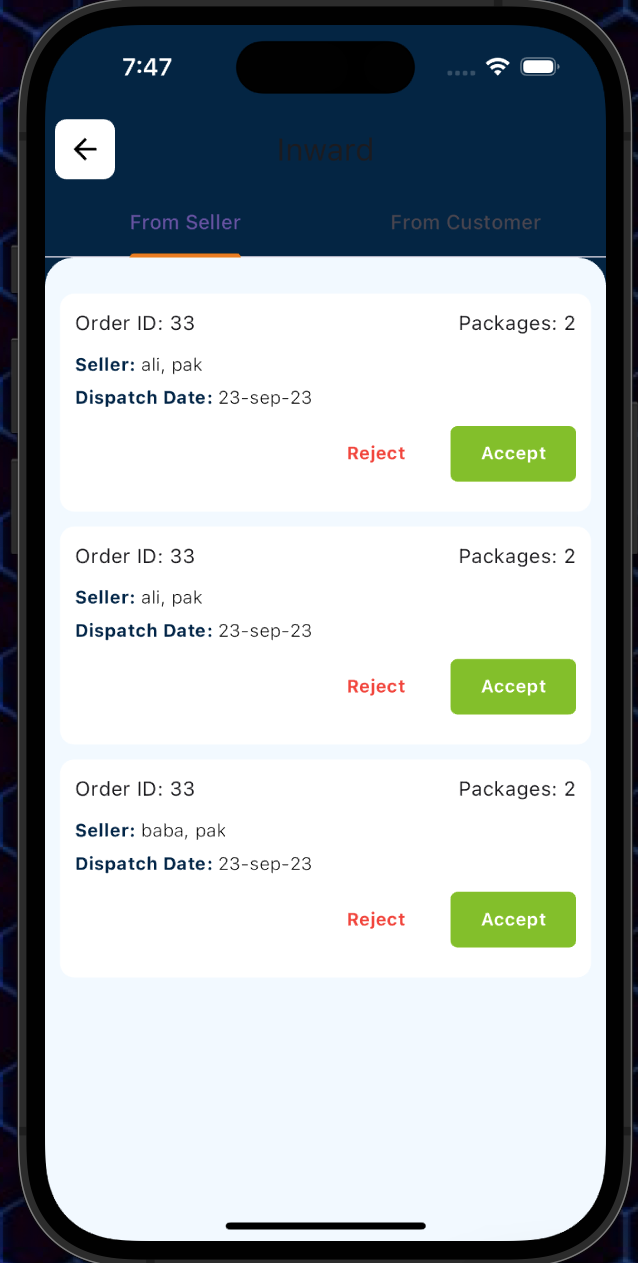 7:47
Inward
From Seller From Customer
Order ID: 33 Packages: 2
Seller: ali, pak
Dispatch Date: 23-sep-23
Reject Accept
Order ID: 33 Packages: 2
Seller: ali, pak
Dispatch Date: 23-sep-23
Reject Accept
Order ID: 33 Packages: 2
Seller: baba, pak
Dispatch Date: 23-sep-23
Reject Accept